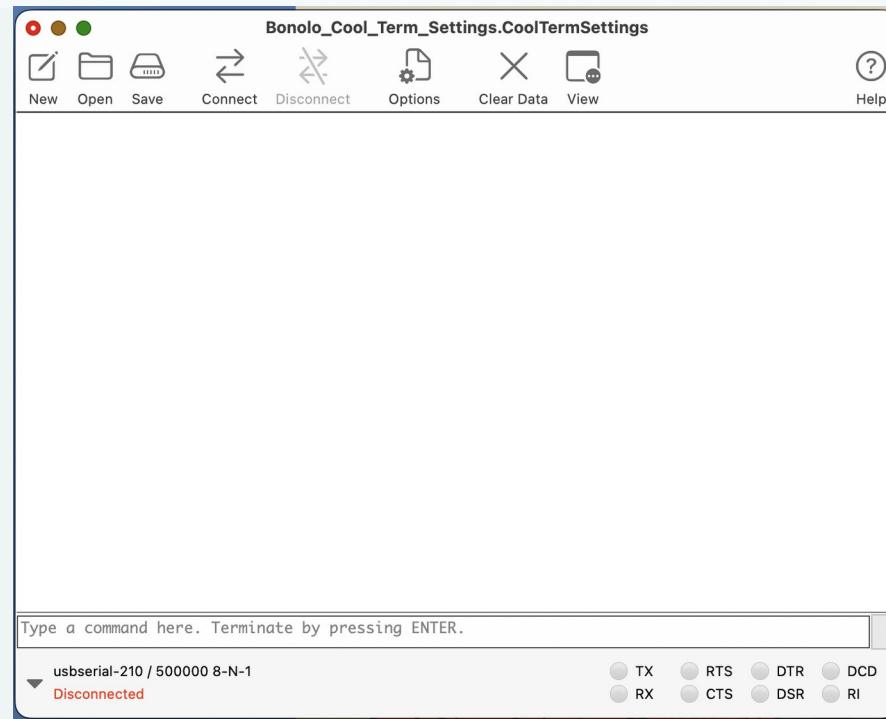 Bonolo_Cool_Term_Settings.CoolTermSettings
New Open Save Connect Disconnect Options Clear Data View Help
Type a command here. Terminate by pressing ENTER.
usbserial-210 / 500000 8-N-1 TX RTS DTR DCD
Disconnected RX CTS DSR RI